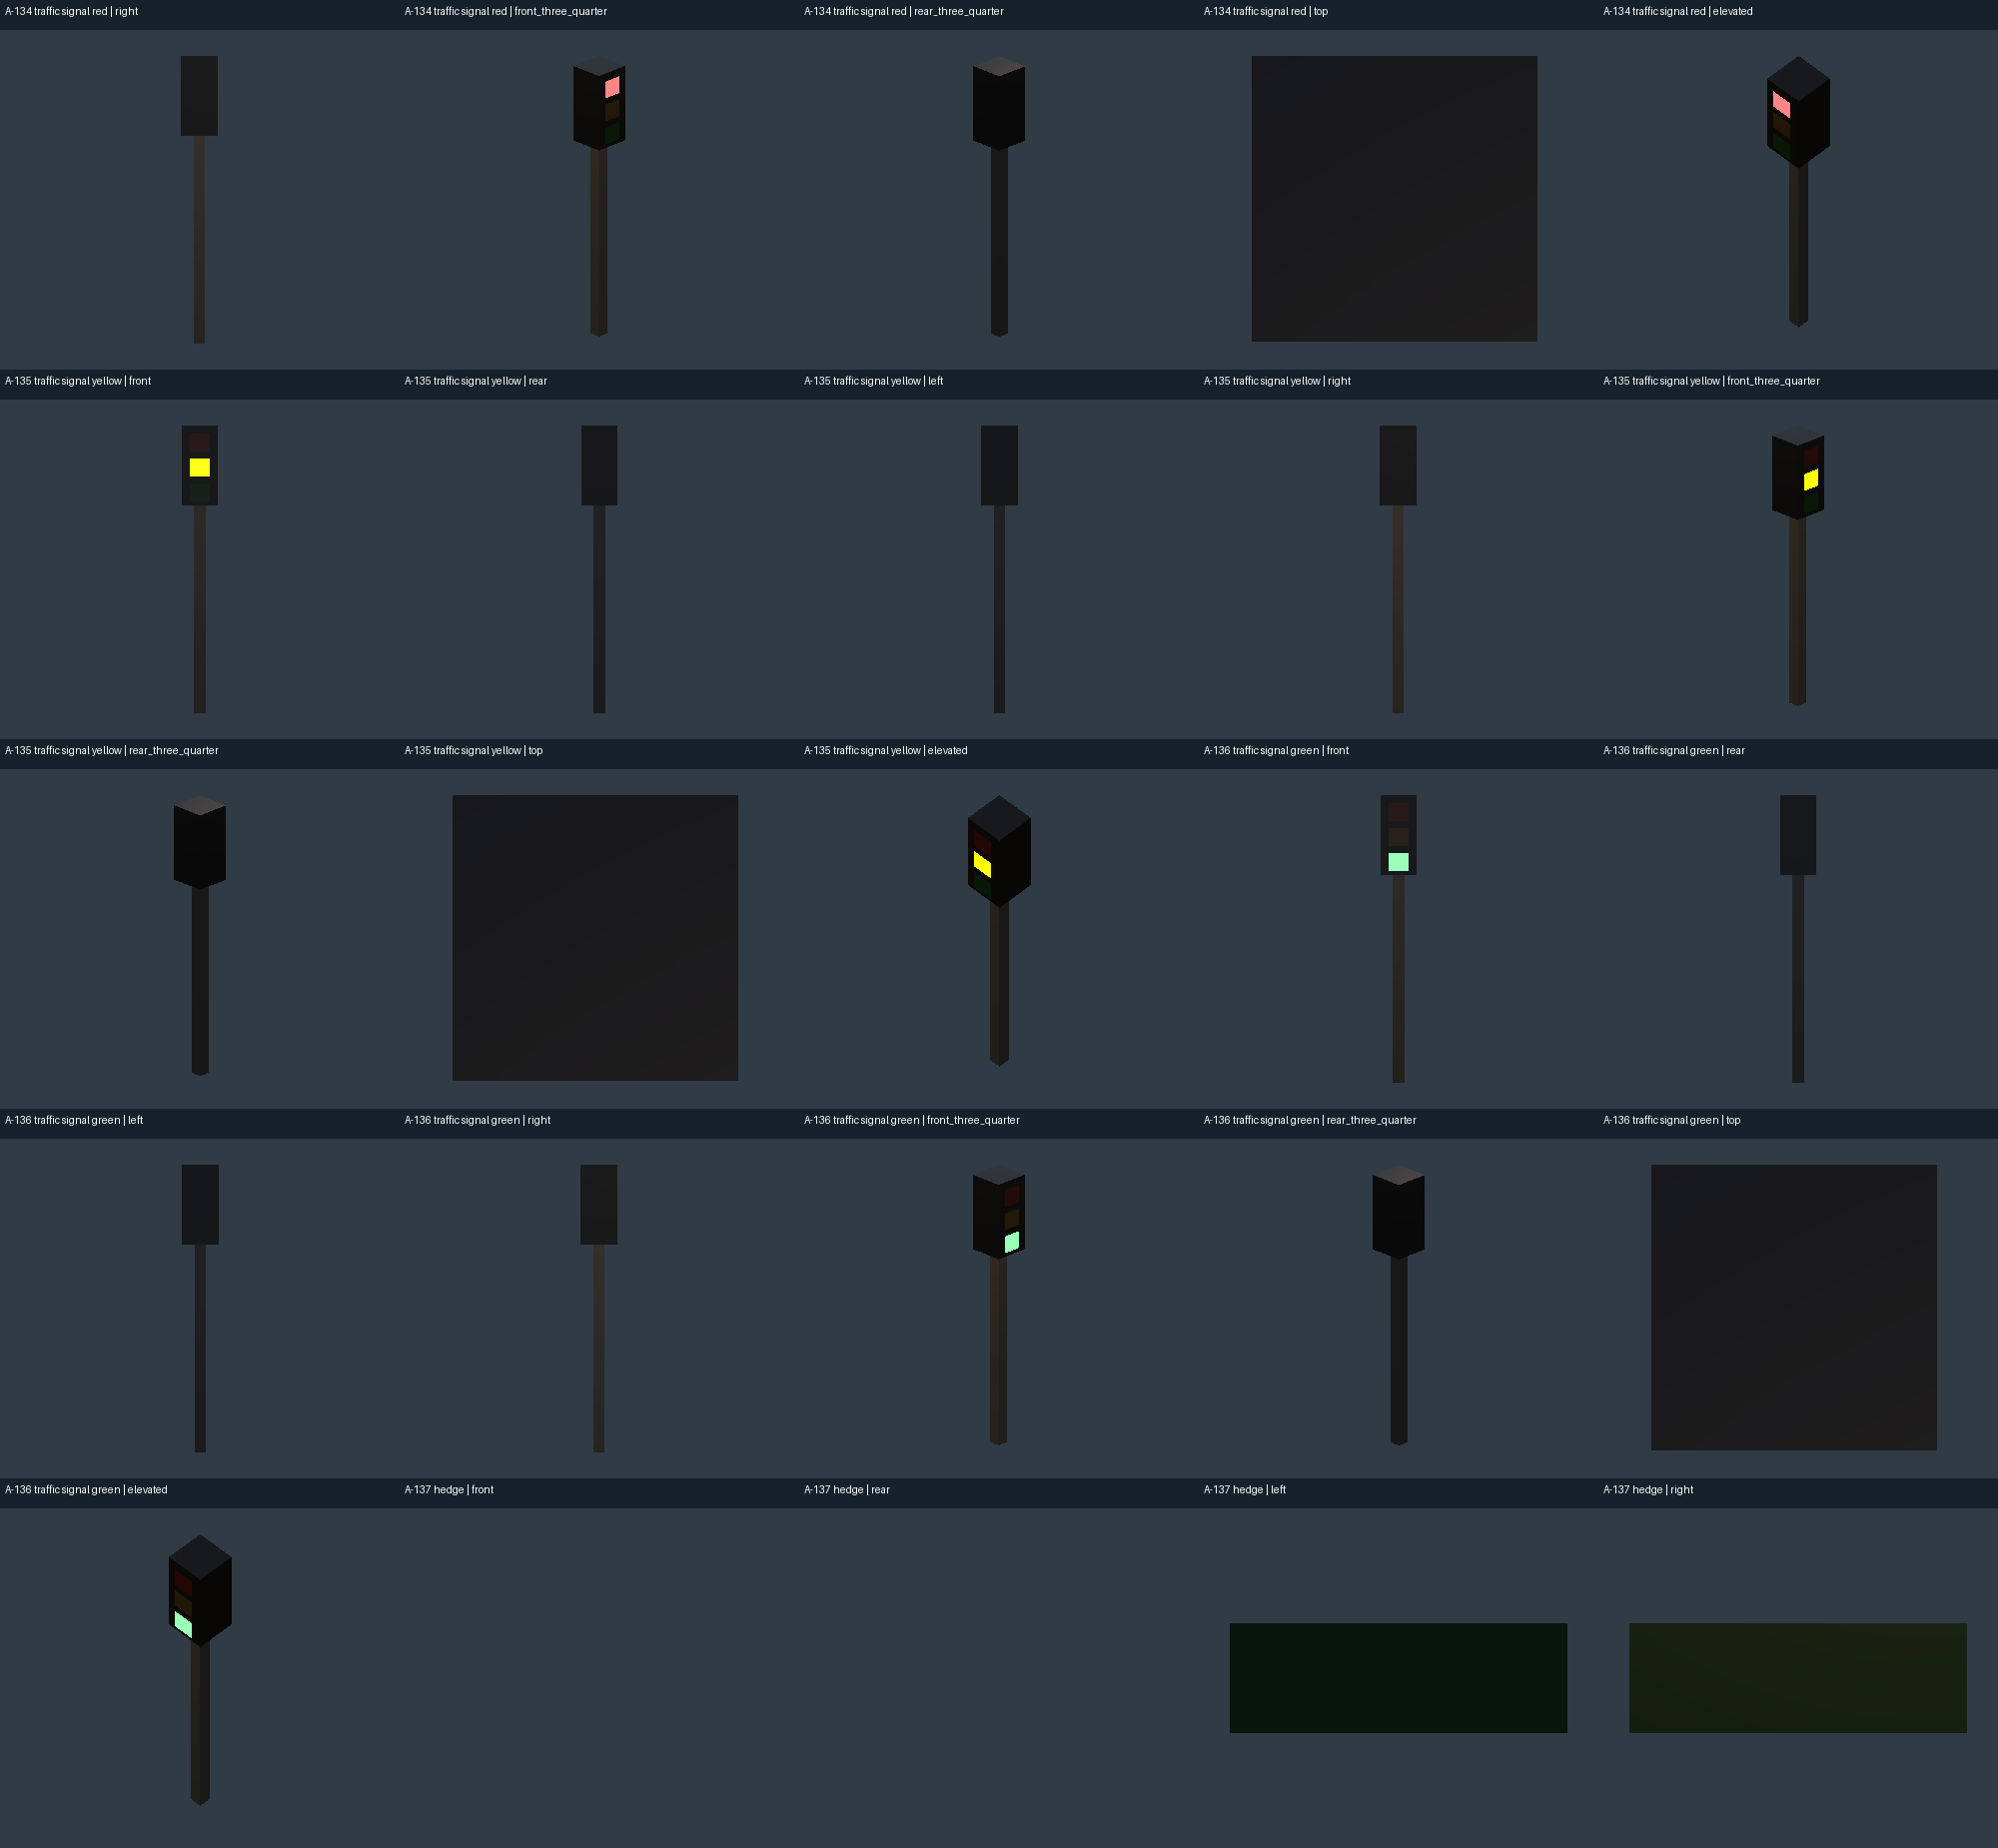 A-134 traffic signal red | right
A-134 traffic signal red | front_three_quarter
A-134 traffic signal red | rear_three_quarter
A-134 traffic signal red | top
A-134 traffic signal red | elevated
A-135 traffic signal yellow | front
A-135 traffic signal yellow | rear
A-135 traffic signal yellow | left
A-135 traffic signal yellow | right
A-135 traffic signal yellow | front_three_quarter
A-135 traffic signal yellow | rear_three_quarter
A-135 traffic signal yellow | top
A-135 traffic signal yellow | elevated
A-136 traffic signal green | front
A-136 traffic signal green | rear
A-136 traffic signal green | left
A-136 traffic signal green | right
A-136 traffic signal green | front_three_quarter
A-136 traffic signal green | rear_three_quarter
A-136 traffic signal green | top
A-136 traffic signal green | elevated
A-137 hedge | front
A-137 hedge | rear
A-137 hedge | left
A-137 hedge | right